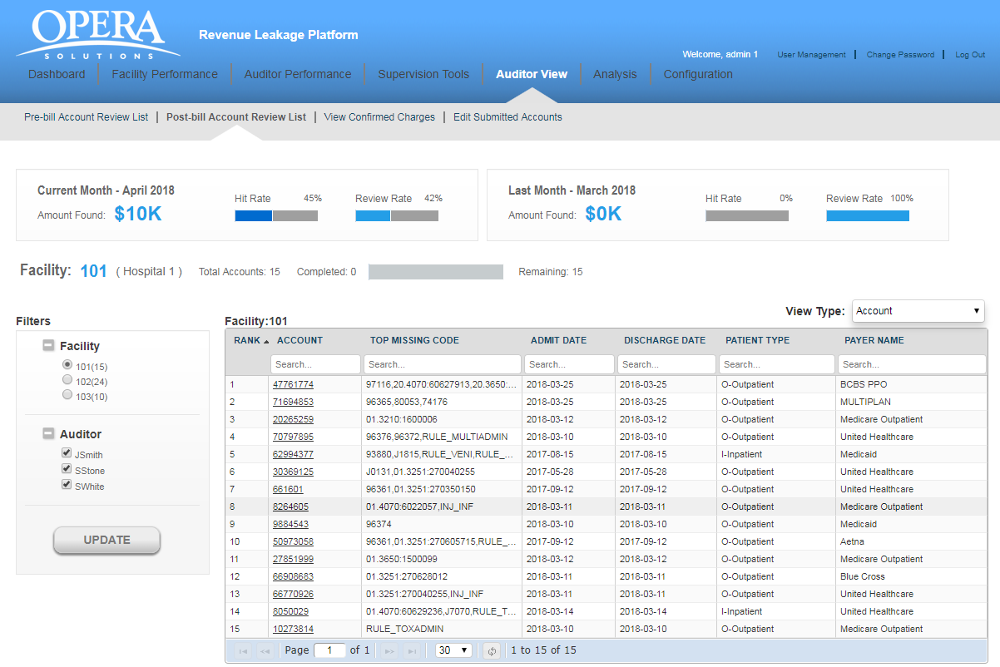 OPERA
SOLUTIONS
Revenue Leakage Platform
Welcome, admin 1 User Management | Change Password | Log Out
Dashboard Facility Performance Auditor Performance Supervision Tools Auditor View Analysis Configuration
Pre-bill Account Review List | Post-bill Account Review List | View Confirmed Charges | Edit Submitted Accounts
Current Month - April 2018
Hit Rate 45% Review Rate 42%
Amount Found: $10K
Last Month - March 2018
Hit Rate 0% Review Rate 100%
Amount Found: $0K
Facility: 101 ( Hospital 1 ) Total Accounts: 15 Completed: 0 Remaining: 15
View Type: Account
Filters
Facility
101(15)
102(24)
103(10)
Auditor
JSmith
SStone
SWhite
UPDATE
Facility:101
RANK ACCOUNT TOP MISSING CODE ADMIT DATE DISCHARGE DATE PATIENT TYPE PAYER NAME
Search... Search... Search... Search... Search... Search...
1 47761774 97116,20.4070:60627913,20.3650:... 2018-03-25 2018-03-25 O-Outpatient BCBS PPO
2 71694853 96365,80053,74176 2018-03-25 2018-03-25 O-Outpatient MULTIPLAN
3 20265259 01.3210:1600006 2018-03-12 2018-03-12 O-Outpatient Medicare Outpatient
4 70797895 96376,96372,RULE_MULTIADMIN 2018-03-10 2018-03-10 O-Outpatient United Healthcare
5 62994377 93880,J1815,RULE_VENI,RULE_... 2017-08-15 2017-08-15 I-Inpatient Medicaid
6 30369125 J0131,01.3251:270040255 2017-05-28 2017-05-28 O-Outpatient United Healthcare
7 661601 96361,01.3251:270350150 2017-09-12 2017-09-12 O-Outpatient United Healthcare
8 8264605 01.4070:6022057,INJ_INF 2018-03-11 2018-03-11 O-Outpatient Medicare Outpatient
9 9884543 96374 2018-03-10 2018-03-10 O-Outpatient Medicaid
10 50973058 96361,01.3251:270605715,RULE_... 2017-09-12 2017-09-12 O-Outpatient Aetna
11 27851999 01.3650:1500099 2018-03-12 2018-03-12 O-Outpatient Medicare Outpatient
12 66908683 01.3251:270628012 2018-03-11 2018-03-11 O-Outpatient Blue Cross
13 66770926 01.3251:270040255,INJ_INF 2018-03-11 2018-03-11 O-Outpatient United Healthcare
14 8050029 01.4070:60629236,J7070,RULE_T... 2018-03-14 2018-03-14 I-Inpatient United Healthcare
15 10273814 RULE_TOXADMIN 2018-03-10 2018-03-10 O-Outpatient Medicare Outpatient
Page 1 of 1 30 1 to 15 of 15